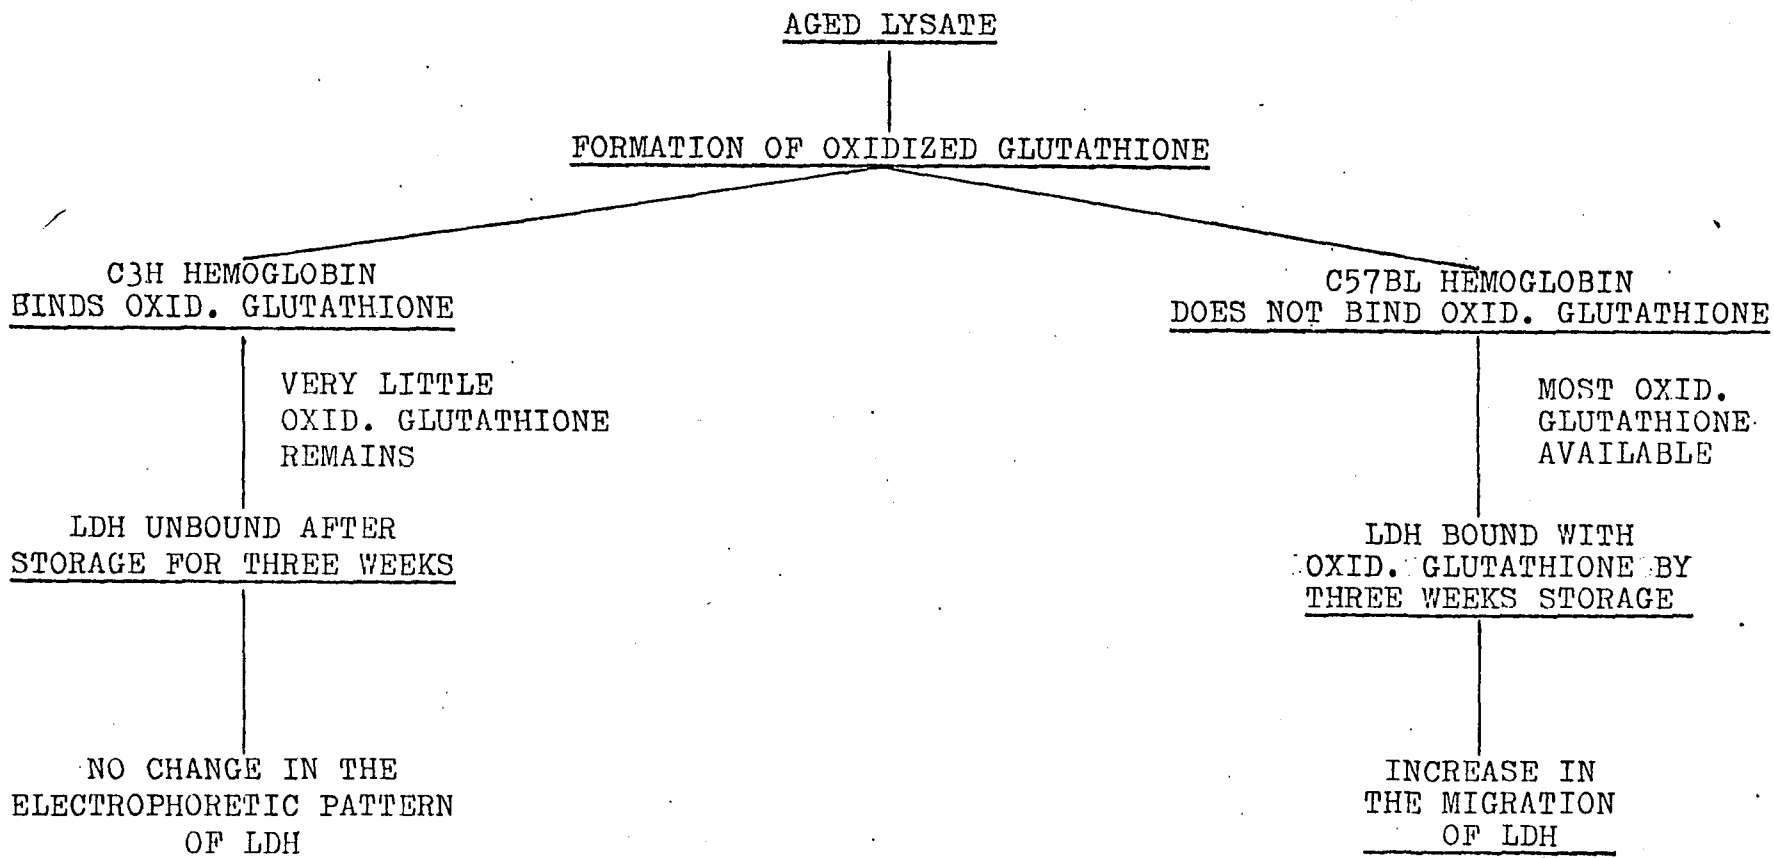 AGED LYSATE
FORMATION OF OXIDIZED GLUTATHIONE
C3H HEMOGLOBIN
BINDS OXID. GLUTATHIONE
VERY LITTLE
OXID. GLUTATHIONE
REMAINS
LDH UNBOUND AFTER
STORAGE FOR THREE WEEKS
NO CHANGE IN THE
ELECTROPHORETIC PATTERN
OF LDH
C57BL HEMOGLOBIN
DOES NOT BIND OXID. GLUTATHIONE
MOST OXID.
GLUTATHIONE
AVAILABLE
LDH BOUND WITH
OXID. GLUTATHIONE BY
THREE WEEKS STORAGE
INCREASE IN
THE MIGRATION
OF LDH